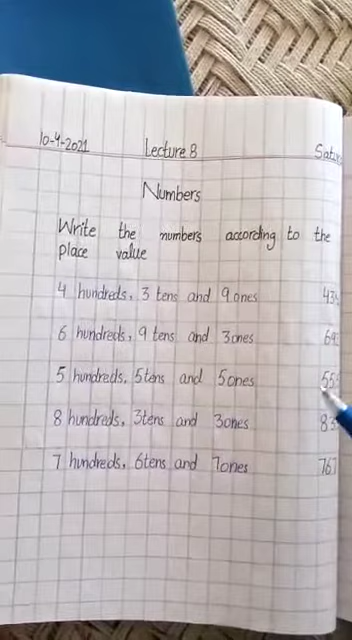 10-4-2021 Lecture 8
Numbers
Write the numbers according to the
place value
4 hundreds, 3 tens and 9 ones
6 hundreds, 9 tens and 3 ones
5 hundreds, 5 tens and 5 ones
8 hundreds, 3 tens and 3 ones
7 hundreds, 6 tens and 7 ones 767